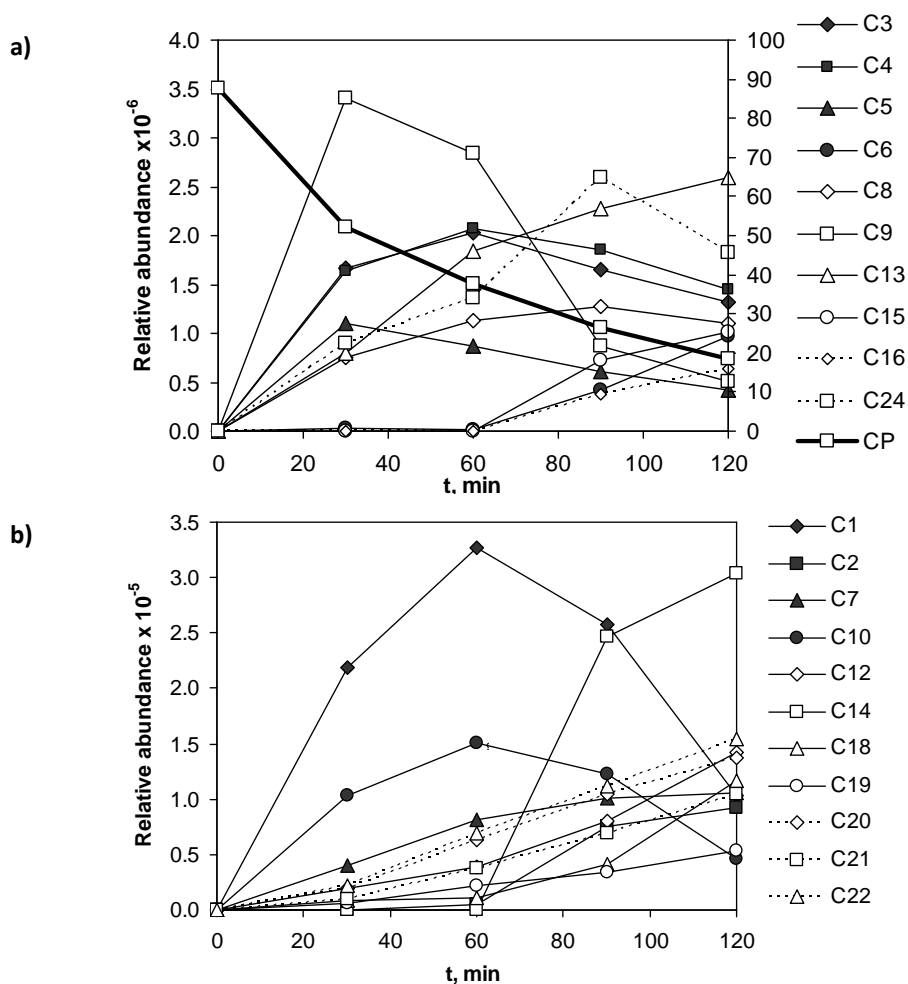 a)
Relative abundance x10-6
4.0
3.5
3.0
2.5
2.0
1.5
1.0
0.5
0.0
100
90
80
70
60
50
40
30
20
10
0
0 20 40 60 80 100 120
t, min
C3
C4
C5
C6
C8
C9
C13
C15
C16
C24
CP
b)
Relative abundance x 10-5
3.5
3.0
2.5
2.0
1.5
1.0
0.5
0.0
0 20 40 60 80 100 120
t, min
C1
C2
C7
C10
C12
C14
C18
C19
C20
C21
C22